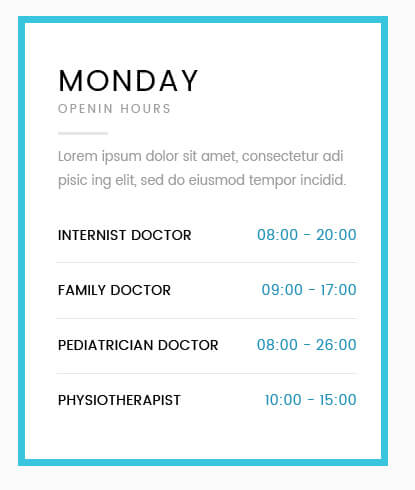 MONDAY
OPENIN HOURS
Lorem ipsum dolor sit amet, consectetur adi
pisic ing elit, sed do eiusmod tempor incidid.
INTERNIST DOCTOR 08:00 - 20:00
FAMILY DOCTOR 09:00 - 17:00
PEDIATRICIAN DOCTOR 08:00 - 26:00
PHYSIOTHERAPIST 10:00 - 15:00